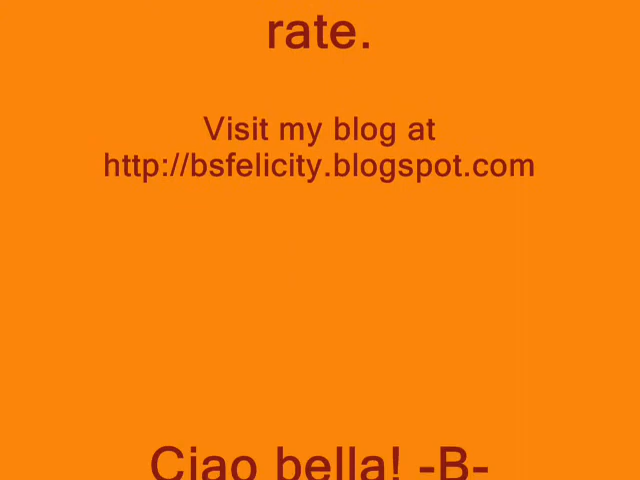 rate.
Visit my blog at
http://bsfelicity.blogspot.com
Ciao bella! -B-